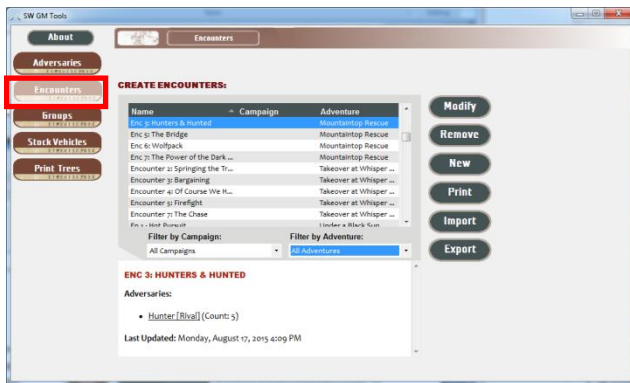 SW GM Tools
About
Encounters
Adversaries
Encounters
Groups
Stock Vehicles
Print Trees
CREATE ENCOUNTERS:
Name Campaign Adventure
Enc 3: Hunters & Hunted Mountaintop Rescue
Enc 5: The Bridge Mountaintop Rescue
Enc 6: Wolfpack Mountaintop Rescue
Enc 7: The Power of the Dark ... Mountaintop Rescue
Encounter 2: Springing the Tr... Takeover at Whisper ...
Encounter 3: Bargaining Takeover at Whisper ...
Encounter 4: Of Course We H... Takeover at Whisper ...
Encounter 5: Firefight Takeover at Whisper ...
Encounter 7: The Chase Takeover at Whisper ...
Hot Pursuit Under a Black Sun
Filter by Campaign: Filter by Adventure:
All Campaigns All Adventures
Modify
Remove
New
Print
Import
Export
ENC 3: HUNTERS & HUNTED
Adversaries:
• Hunter [Rival] (Count: 5)
Last Updated: Monday, August 17, 2015 4:09 PM